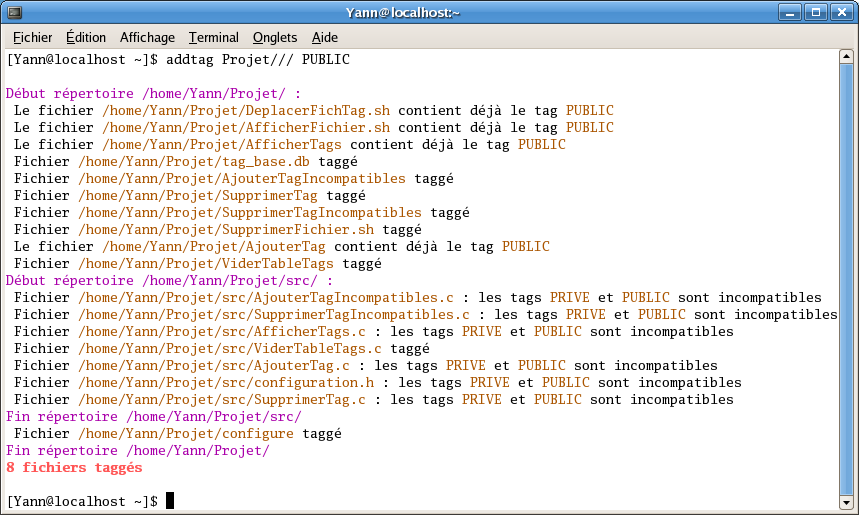 Yann@localhost:~
Fichier Édition Affichage Terminal Onglets Aide
[Yann@localhost ~]$ addtag Projet/// PUBLIC
Début répertoire /home/Yann/Projet/ :
Le fichier /home/Yann/Projet/DeplacerFichTag.sh contient déjà le tag PUBLIC
Le fichier /home/Yann/Projet/AfficherFichier.sh contient déjà le tag PUBLIC
Le fichier /home/Yann/Projet/AfficherTags contient déjà le tag PUBLIC
Fichier /home/Yann/Projet/tag_base.db taggé
Fichier /home/Yann/Projet/AjouterTagIncompatibles taggé
Fichier /home/Yann/Projet/SupprimerTag taggé
Fichier /home/Yann/Projet/SupprimerTagIncompatibles taggé
Fichier /home/Yann/Projet/SupprimerFichier.sh taggé
Le fichier /home/Yann/Projet/AjouterTag contient déjà le tag PUBLIC
Fichier /home/Yann/Projet/ViderTableTags taggé
Début répertoire /home/Yann/Projet/src/ :
Fichier /home/Yann/Projet/src/AjouterTagIncompatibles.c : les tags PRIVE et PUBLIC sont incompatibles
Fichier /home/Yann/Projet/src/SupprimerTagIncompatibles.c : les tags PRIVE et PUBLIC sont incompatibles
Fichier /home/Yann/Projet/src/AfficherTags.c : les tags PRIVE et PUBLIC sont incompatibles
Fichier /home/Yann/Projet/src/ViderTableTags.c taggé
Fichier /home/Yann/Projet/src/AjouterTag.c : les tags PRIVE et PUBLIC sont incompatibles
Fichier /home/Yann/Projet/src/configuration.h : les tags PRIVE et PUBLIC sont incompatibles
Fichier /home/Yann/Projet/src/SupprimerTag.c : les tags PRIVE et PUBLIC sont incompatibles
Fin répertoire /home/Yann/Projet/src/
Fichier /home/Yann/Projet/configure taggé
Fin répertoire /home/Yann/Projet/
8 fichiers taggés
[Yann@localhost ~]$